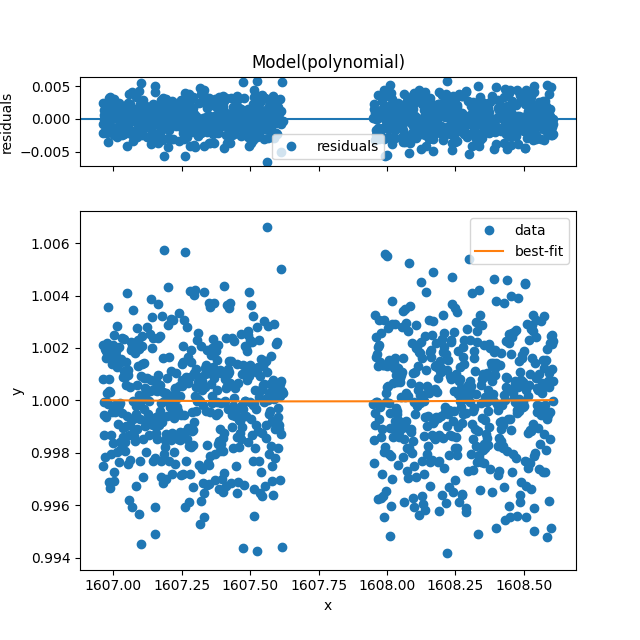 Model(polynomial)
residuals
0.005
0.000
−0.005
residuals
y
1.006
1.004
1.002
1.000
0.998
0.996
0.994
data
best-fit
1607.00 1607.25 1607.50 1607.75 1608.00 1608.25 1608.50
x